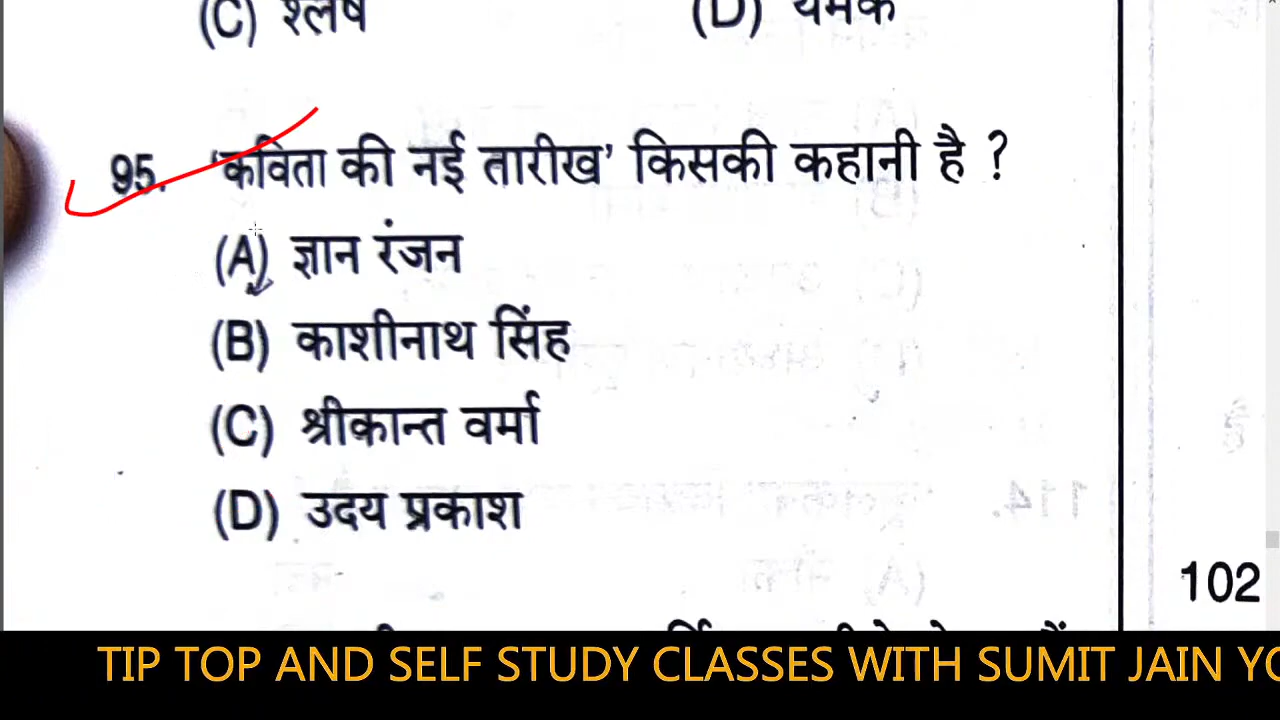 (C) श्लेष (D) यमक
95. 'कविता की नई तारीख' किसकी कहानी है ?
(A) ज्ञान रंजन
(B) काशीनाथ सिंह
(C) श्रीकान्त वर्मा
(D) उदय प्रकाश
102
TIP TOP AND SELF STUDY CLASSES WITH SUMIT JAIN YO